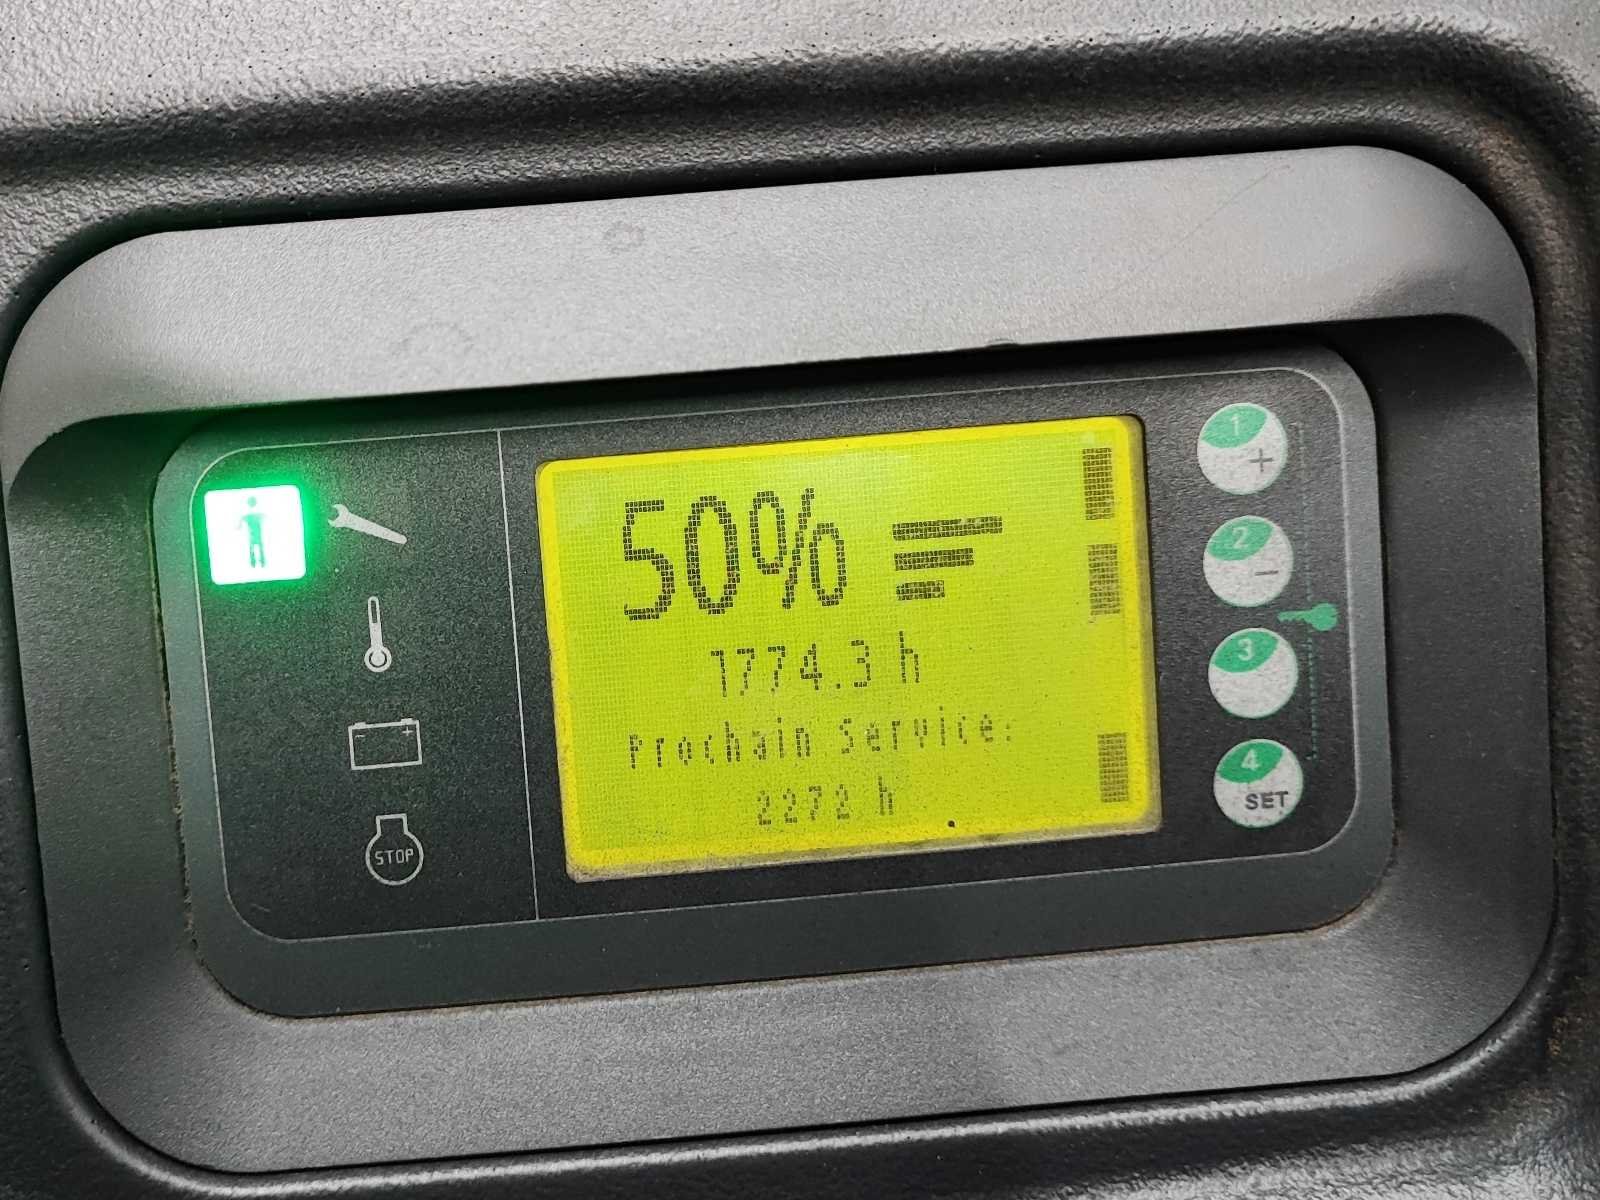 50%
1774.3 h
Prochain service:
2272 h
STOP
- +
1
+
2
-
3
4
SET